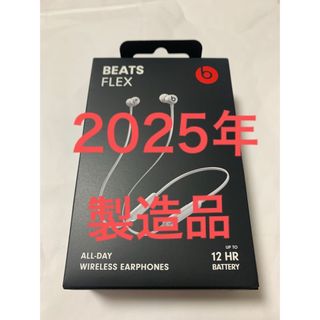 BEATS
FLEX
2025年
製造品
ALL-DAY
WIRELESS EARPHONES
UP TO
12 HR
BATTERY